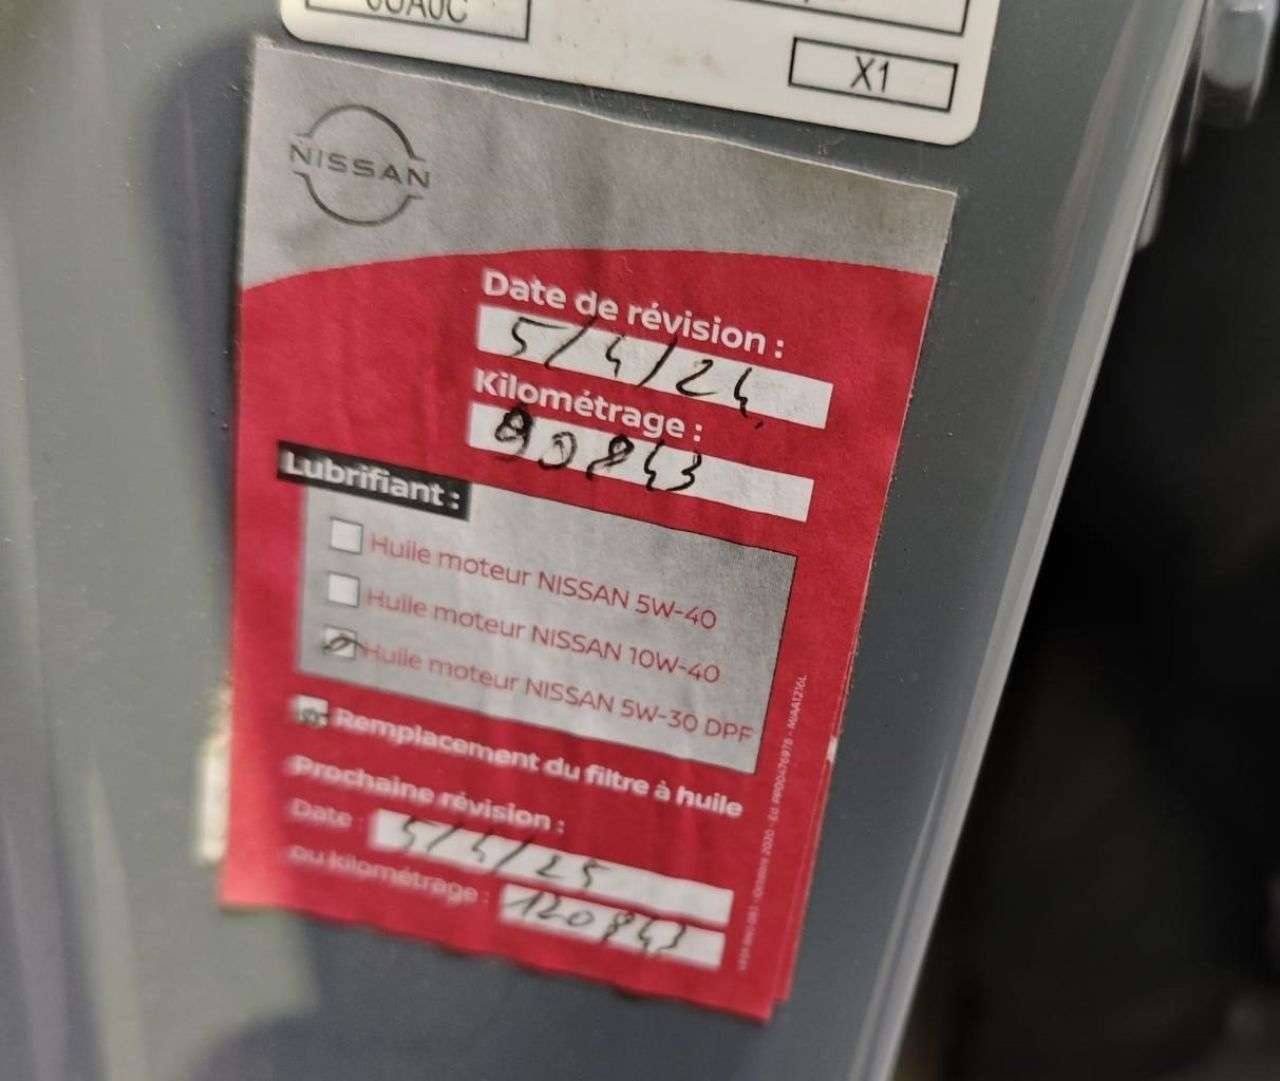 X1
NISSAN
Date de révision :
5/4/24
Kilométrage :
90843
Lubrifiant :
Huile moteur NISSAN 5W-40
Huile moteur NISSAN 10W-40
Huile moteur NISSAN 5W-30 DPF
Remplacement du filtre à huile
Prochaine révision :
Date : 5/4/25
ou kilométrage : 120843